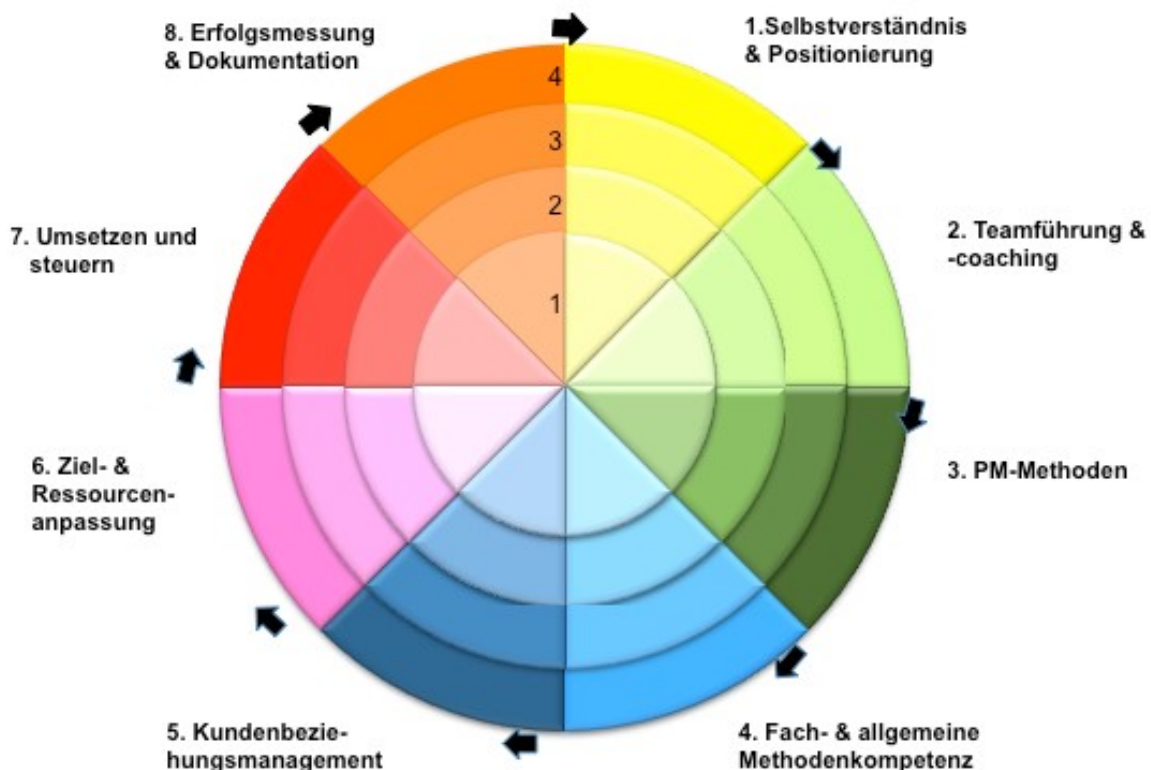 1.Selbstverständnis
& Positionierung
2. Teamführung &
-coaching
3. PM-Methoden
4. Fach- & allgemeine
Methodenkompetenz
5. Kundenbezie-
hungsmanagement
6. Ziel- &
Ressourcen-
anpassung
7. Umsetzen und
steuern
8. Erfolgsmessung
& Dokumentation
4
3
2
1